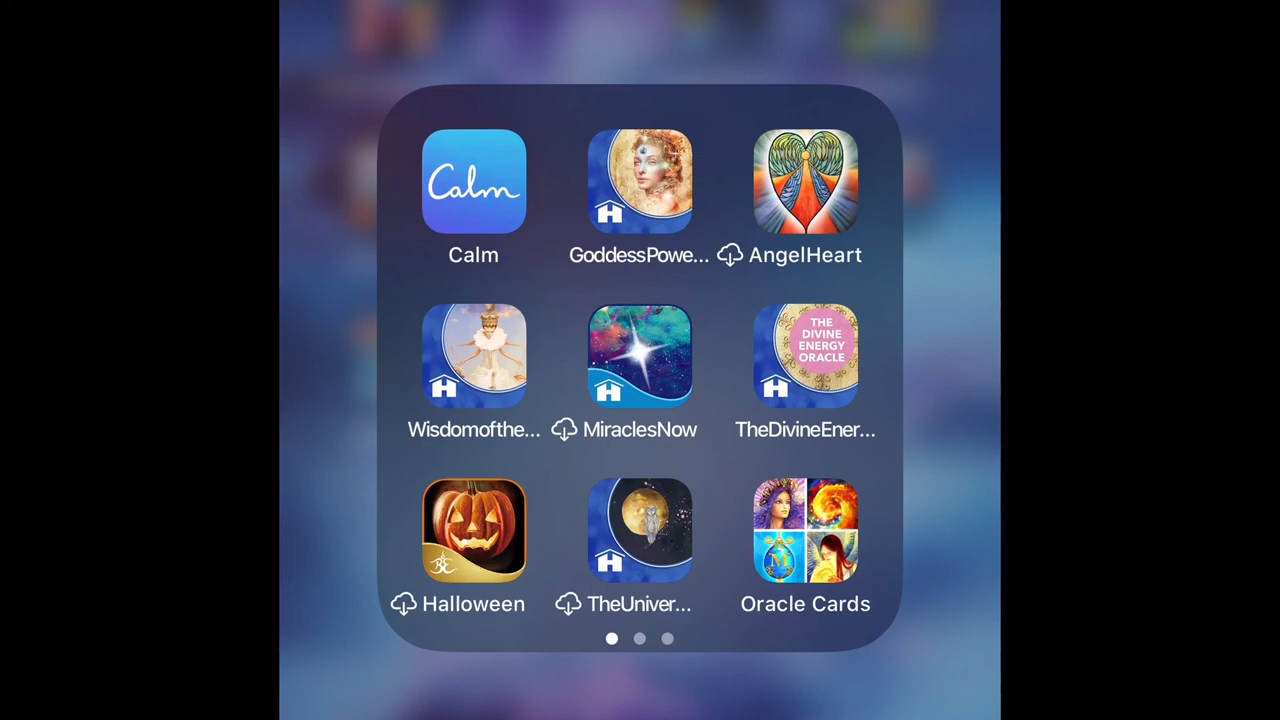 Calm
Calm
GoddessPowe...
AngelHeart
THE
DIVINE
ENERGY
ORACLE
Wisdomofthe...
MiraclesNow
TheDivineEner...
M
Halloween
TheUniver...
Oracle Cards